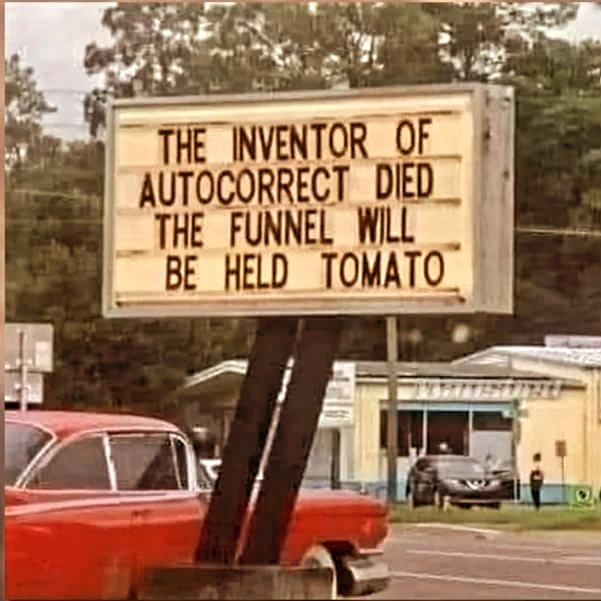 THE INVENTOR OF
AUTOCORRECT DIED
THE FUNNEL WILL
BE HELD TOMATO